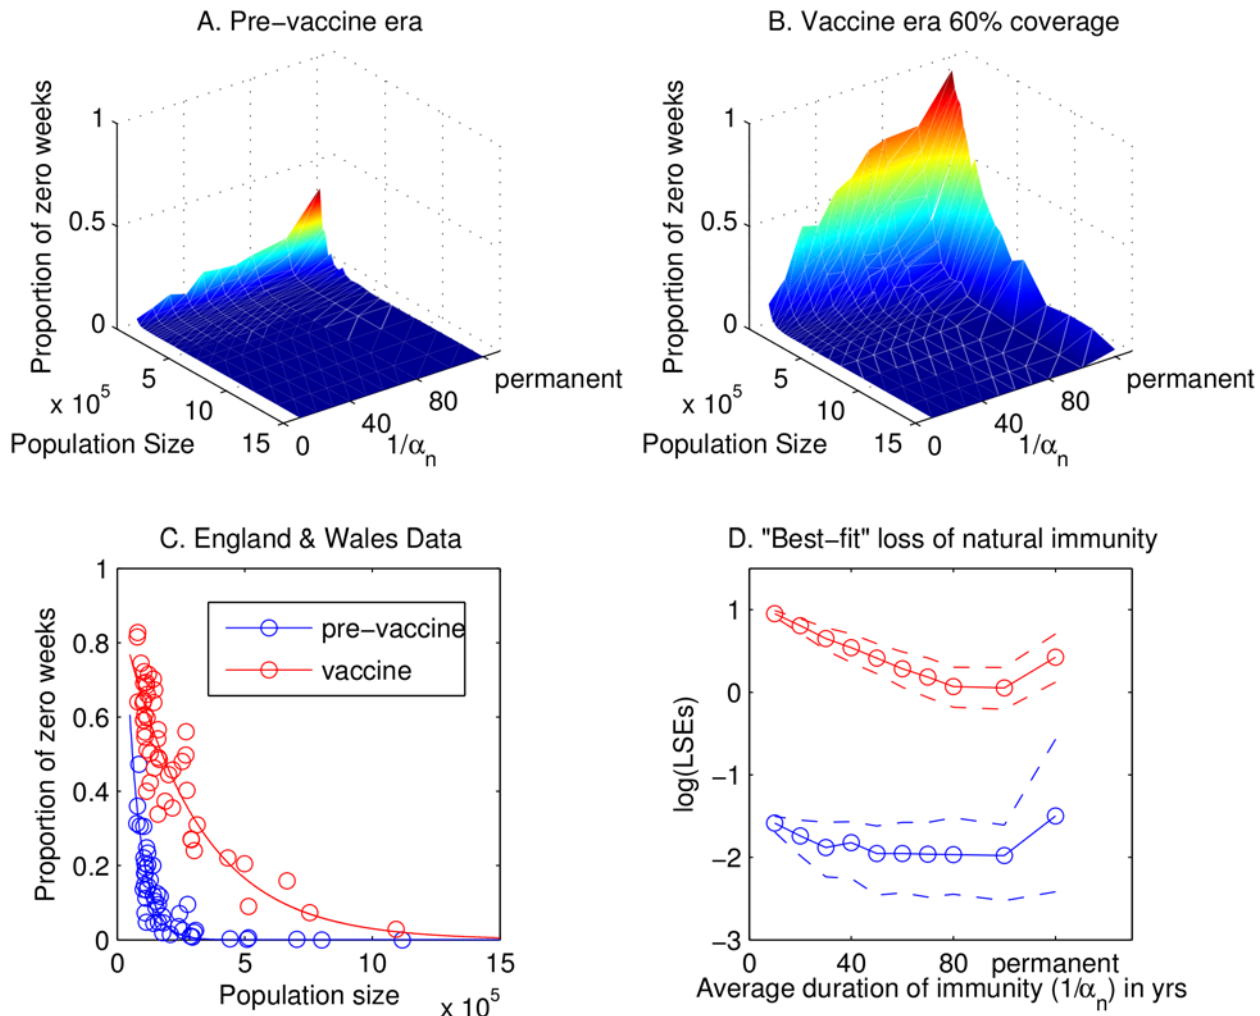 A. Pre−vaccine era
B. Vaccine era 60% coverage
Proportion of zero weeks
1
0.5
0
5
10
15
x 10^5
Population Size
0
40
80
permanent
1/α_n
Proportion of zero weeks
1
0.5
0
5
10
15
x 10^5
Population Size
0
40
80
permanent
1/α_n
C. England & Wales Data
Proportion of zero weeks
1
0.8
0.6
0.4
0.2
0
pre−vaccine
vaccine
0 5 10 15
Population size
x 10^5
D. "Best−fit" loss of natural immunity
log(LSEs)
1
0
−1
−2
−3
40 80 permanent
Average duration of immunity (1/α_n) in yrs